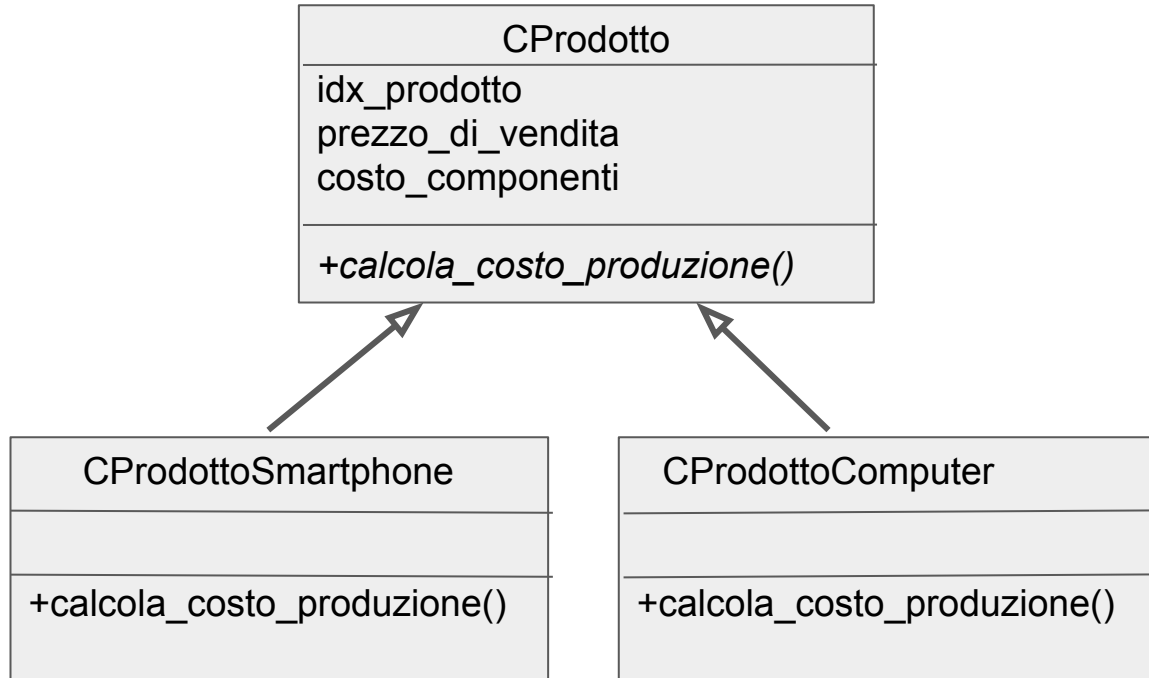 CProdotto
idx_prodotto
prezzo_di_vendita
costo_componenti
+calcola_costo_produzione()
CProdottoSmartphone
+calcola_costo_produzione()
CProdottoComputer
+calcola_costo_produzione()